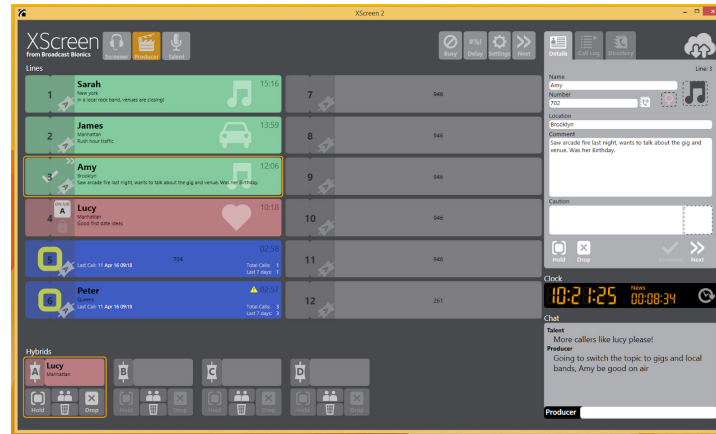 XScreen 2
XScreen
from Broadcast Bionics
Screener
Producer
Talent
Busy
Delay
Settings
Next
Details
Call Log
Directory
Lines
Line: 3
1
Sarah
New york
In a local rock band, venues are closing!
15:16
2
James
Manhattan
Rush hour traffic
13:59
3
Amy
Brooklyn
Saw arcade fire last night, wants to talk about the gig and venue. Was her Birthday.
12:06
4
ON AIR
A
Lucy
Manhattan
Good first date ideas
10:18
5
704
02:58
Last Call: 11 Apr 16 09:18
Total Calls: 1
Last 7 days: 1
6
Peter
Queens
Last Call: 11 Apr 16 09:18
02:57
Total Calls: 3
Last 7 days: 3
7
946
8
946
9
946
10
946
11
946
12
261
Name
Amy
Number
702
Location
Brooklyn
Comment
Saw arcade fire last night, wants to talk about the gig and
venue. Was her Birthday.
Caution
Hold
Drop
Next
Clock
10:21:25
News
00:08:34
Chat
Talent
More callers like lucy please!
Producer
Going to switch the topic to gigs and local
bands, Amy be good on air
Producer
Hybrids
A
Lucy
Manhattan
Hold
Drop
B
Hold
Drop
C
Hold
Drop
D
Hold
Drop